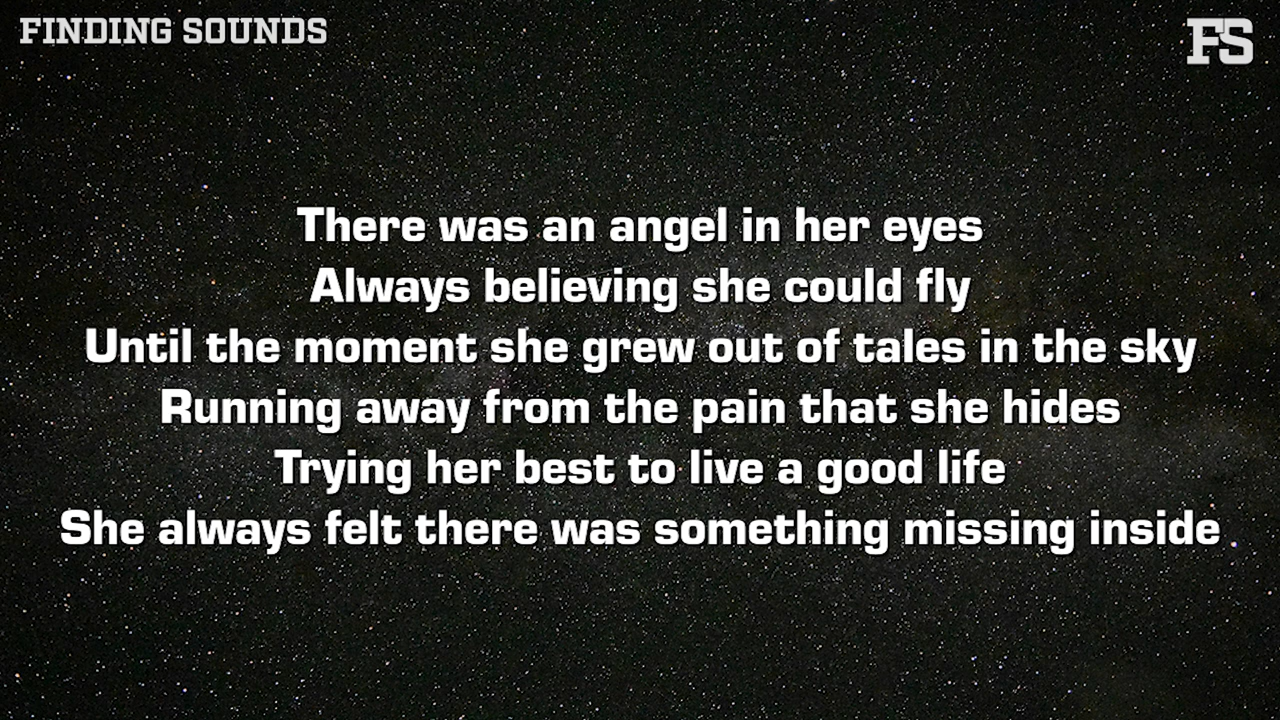 FINDING SOUNDS
FS
There was an angel in her eyes
Always believing she could fly
Until the moment she grew out of tales in the sky
Running away from the pain that she hides
Trying her best to live a good life
She always felt there was something missing inside